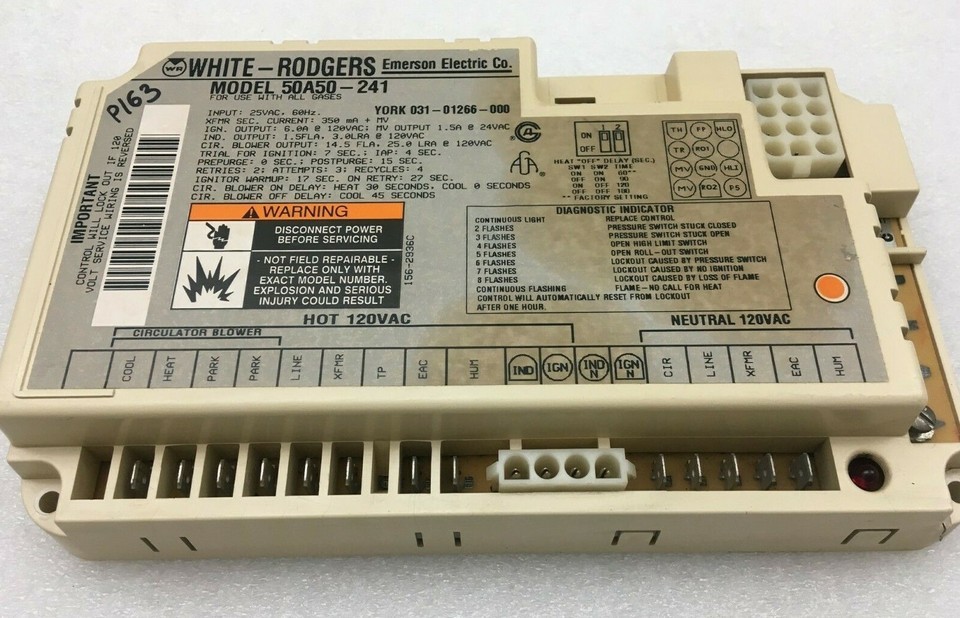 P163
WR WHITE-RODGERS Emerson Electric Co.
MODEL 50A50-241
FOR USE WITH ALL GASES
YORK 031-01266-000
INPUT: 25VAC, 60Hz.
XFMR SEC. CURRENT: 350 mA + MV
IGN. OUTPUT: 6.0A @ 120VAC; MV OUTPUT 1.5A @ 24VAC
IND. OUTPUT: 1.5FLA, 3.0LRA @ 120VAC
CIR. BLOWER OUTPUT: 14.5 FLA, 25.0 LRA @ 120VAC
TRIAL FOR IGNITION: 7 SEC.; IAP: 4 SEC.
PREPURGE: 0 SEC.; POSTPURGE: 15 SEC.
RETRIES: 2; ATTEMPTS: 3; RECYCLES: 4
IGNITOR WARMUP: 17 SEC. ON RETRY: 27 SEC.
CIR. BLOWER ON DELAY: HEAT 30 SECONDS, COOL 0 SECONDS
CIR. BLOWER OFF DELAY: COOL 45 SECONDS
IMPORTANT
CONTROL WILL LOCK OUT IF 120
VOLT SERVICE WIRING IS REVERSED
WARNING
DISCONNECT POWER
BEFORE SERVICING
- NOT FIELD REPAIRABLE -
REPLACE ONLY WITH
EXACT MODEL NUMBER.
EXPLOSION AND SERIOUS
INJURY COULD RESULT
156-2936C
1 2
ON
OFF
HEAT "OFF" DELAY (SEC.)
SW1 SW2 TIME
ON ON 60**
ON OFF 90
OFF ON 120
OFF OFF 180
** FACTORY SETTING
TH PP HLO
TR RO1
MV GND HLI
MV RO2 PS
DIAGNOSTIC INDICATOR
CONTINUOUS LIGHT REPLACE CONTROL
2 FLASHES PRESSURE SWITCH STUCK CLOSED
3 FLASHES PRESSURE SWITCH STUCK OPEN
4 FLASHES OPEN HIGH LIMIT SWITCH
5 FLASHES OPEN ROLL-OUT SWITCH
6 FLASHES LOCKOUT CAUSED BY PRESSURE SWITCH
7 FLASHES LOCKOUT CAUSED BY NO IGNITION
8 FLASHES LOCKOUT CAUSED BY LOSS OF FLAME
CONTINUOUS FLASHING FLAME-NO CALL FOR HEAT
CONTROL WILL AUTOMATICALLY RESET FROM LOCKOUT
AFTER ONE HOUR.
HOT 120VAC
NEUTRAL 120VAC
CIRCULATOR BLOWER
COOL HEAT PARK PARK LINE XFMR TP EAC HUM IND IGN IND N IGN N CIR LINE XFMR EAC HUM